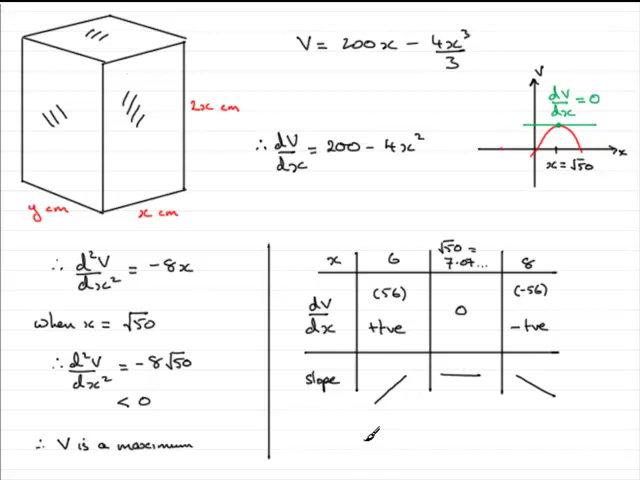 V = 200x − 4x³/3
2x cm
y cm
x cm
∴ dV/dx = 200 − 4x²
V
dV/dx = 0
x
x = √50
∴ d²V/dx² = −8x
when x = √50
∴ d²V/dx² = −8√50
< 0
∴ V is a maximum
x 6 √50 = 7.07... 8
dV/dx (56) +tve 0 (−56) −tve
slope